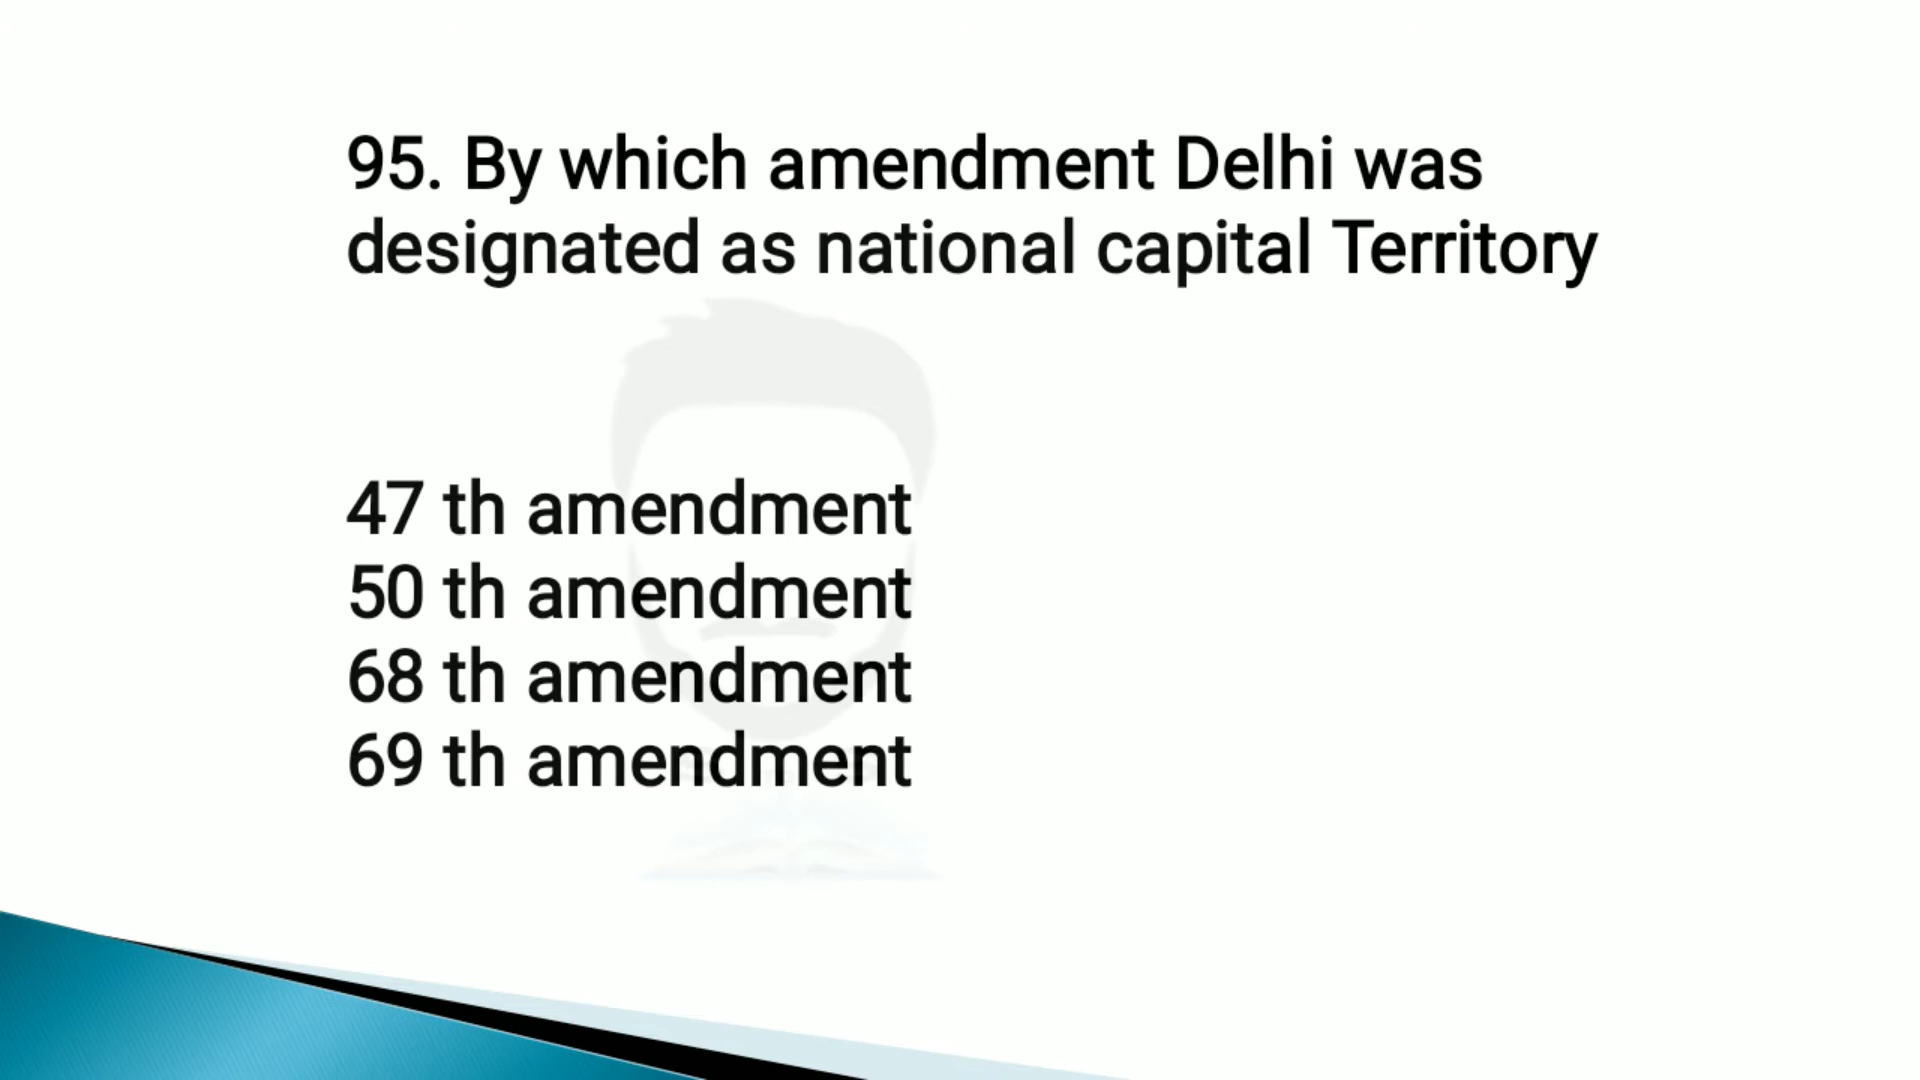 95. By which amendment Delhi was
designated as national capital Territory
47 th amendment
50 th amendment
68 th amendment
69 th amendment